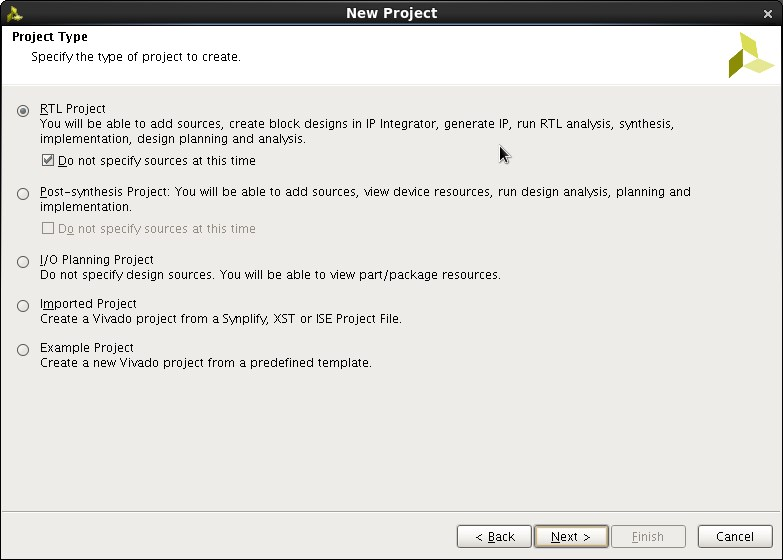 New Project
Project Type
Specify the type of project to create.
RTL Project
You will be able to add sources, create block designs in IP Integrator, generate IP, run RTL analysis, synthesis,
implementation, design planning and analysis.
Do not specify sources at this time
Post-synthesis Project: You will be able to add sources, view device resources, run design analysis, planning and
implementation.
Do not specify sources at this time
I/O Planning Project
Do not specify design sources. You will be able to view part/package resources.
Imported Project
Create a Vivado project from a Synplify, XST or ISE Project File.
Example Project
Create a new Vivado project from a predefined template.
< Back Next > Finish Cancel